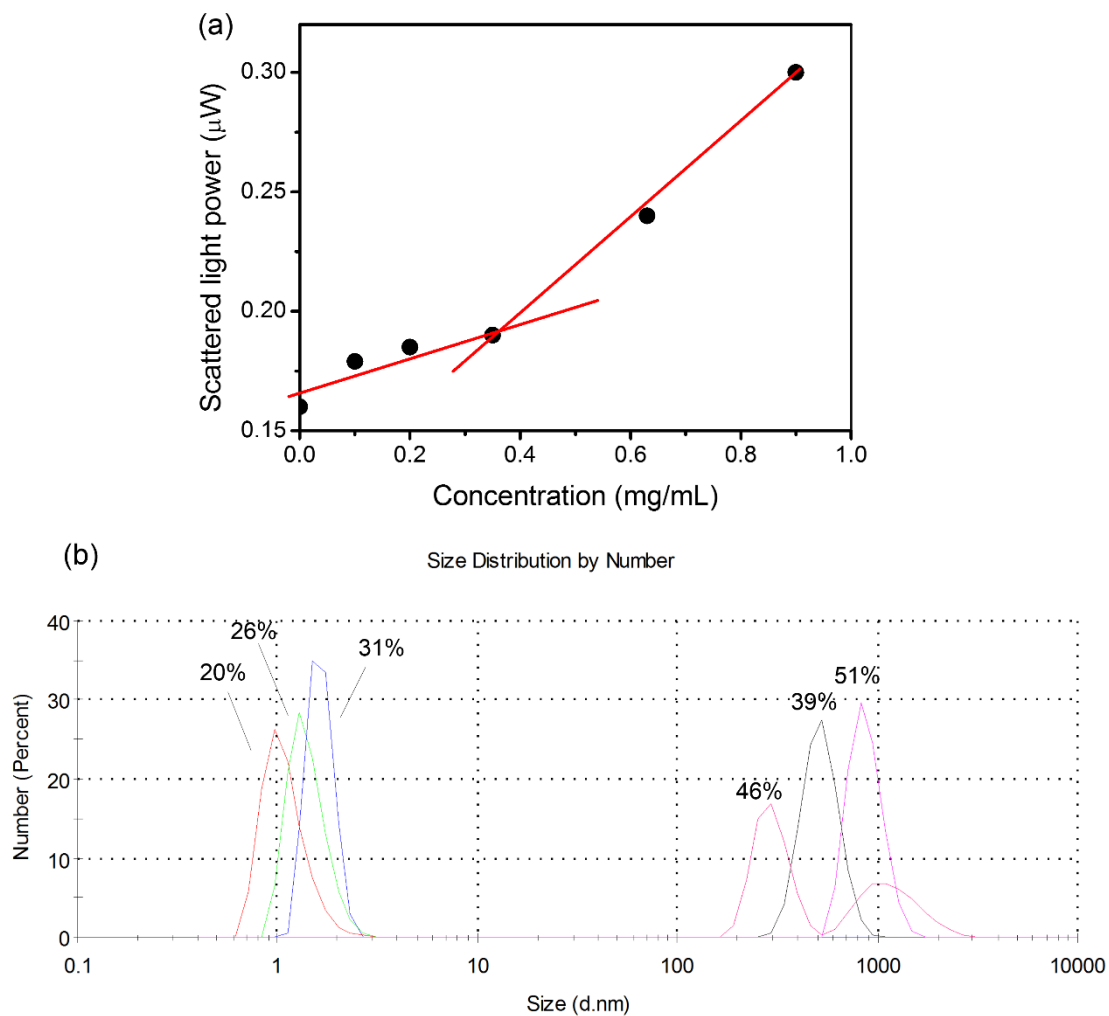 (a)
Scattered light power (μW)
0.30
0.25
0.20
0.15
0.0 0.2 0.4 0.6 0.8 1.0
Concentration (mg/mL)
(b)
Size Distribution by Number
Number (Percent)
40
30
20
10
0
20%
26%
31%
46%
39%
51%
0.1 1 10 100 1000 10000
Size (d.nm)